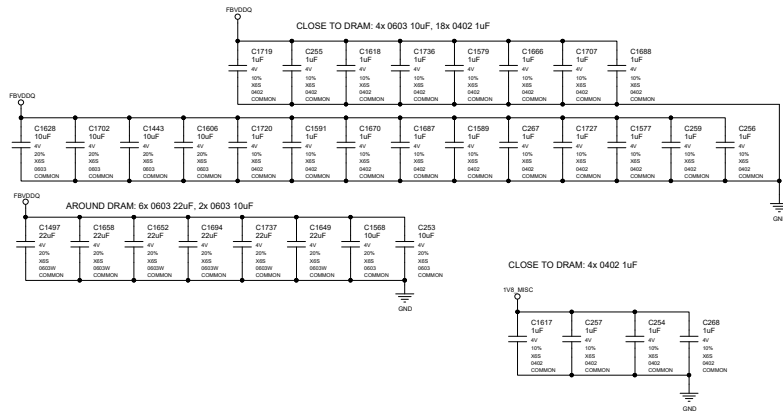 FBVDDQ
CLOSE TO DRAM: 4x 0603 10uF, 18x 0402 1uF
C1719 C255 C1618 C1736 C1579 C1666 C1707 C1688
1uF 1uF 1uF 1uF 1uF 1uF 1uF 1uF
4V 4V 4V 4V 4V 4V 4V 4V
10% 10% 10% 10% 10% 10% 10% 10%
X6S X6S X6S X6S X6S X6S X6S X6S
0402 0402 0402 0402 0402 0402 0402 0402
COMMON COMMON COMMON COMMON COMMON COMMON COMMON COMMON
FBVDDQ
C1628 C1702 C1443 C1606 C1720 C1591 C1670 C1687 C1589 C267 C1727 C1577 C259 C256
10uF 10uF 10uF 10uF 1uF 1uF 1uF 1uF 1uF 1uF 1uF 1uF 1uF 1uF
4V 4V 4V 4V 4V 4V 4V 4V 4V 4V 4V 4V 4V 4V
20% 20% 20% 20% 10% 10% 10% 10% 10% 10% 10% 10% 10% 10%
X6S X6S X6S X6S X6S X6S X6S X6S X6S X6S X6S X6S X6S X6S
0603 0603 0603 0603 0402 0402 0402 0402 0402 0402 0402 0402 0402 0402
COMMON COMMON COMMON COMMON COMMON COMMON COMMON COMMON COMMON COMMON COMMON COMMON COMMON COMMON
GND
FBVDDQ
AROUND DRAM: 6x 0603 22uF, 2x 0603 10uF
C1497 C1658 C1652 C1694 C1737 C1649 C1568 C253
22uF 22uF 22uF 22uF 22uF 22uF 10uF 10uF
4V 4V 4V 4V 4V 4V 4V 4V
20% 20% 20% 20% 20% 20% 20% 20%
X6S X6S X6S X6S X6S X6S X6S X6S
0603W 0603W 0603W 0603W 0603W 0603W 0603 0603
COMMON COMMON COMMON COMMON COMMON COMMON COMMON COMMON
GND
CLOSE TO DRAM: 4x 0402 1uF
1V8_MISC
C1617 C257 C254 C268
1uF 1uF 1uF 1uF
4V 4V 4V 4V
10% 10% 10% 10%
X6S X6S X6S X6S
0402 0402 0402 0402
COMMON COMMON COMMON COMMON
GND